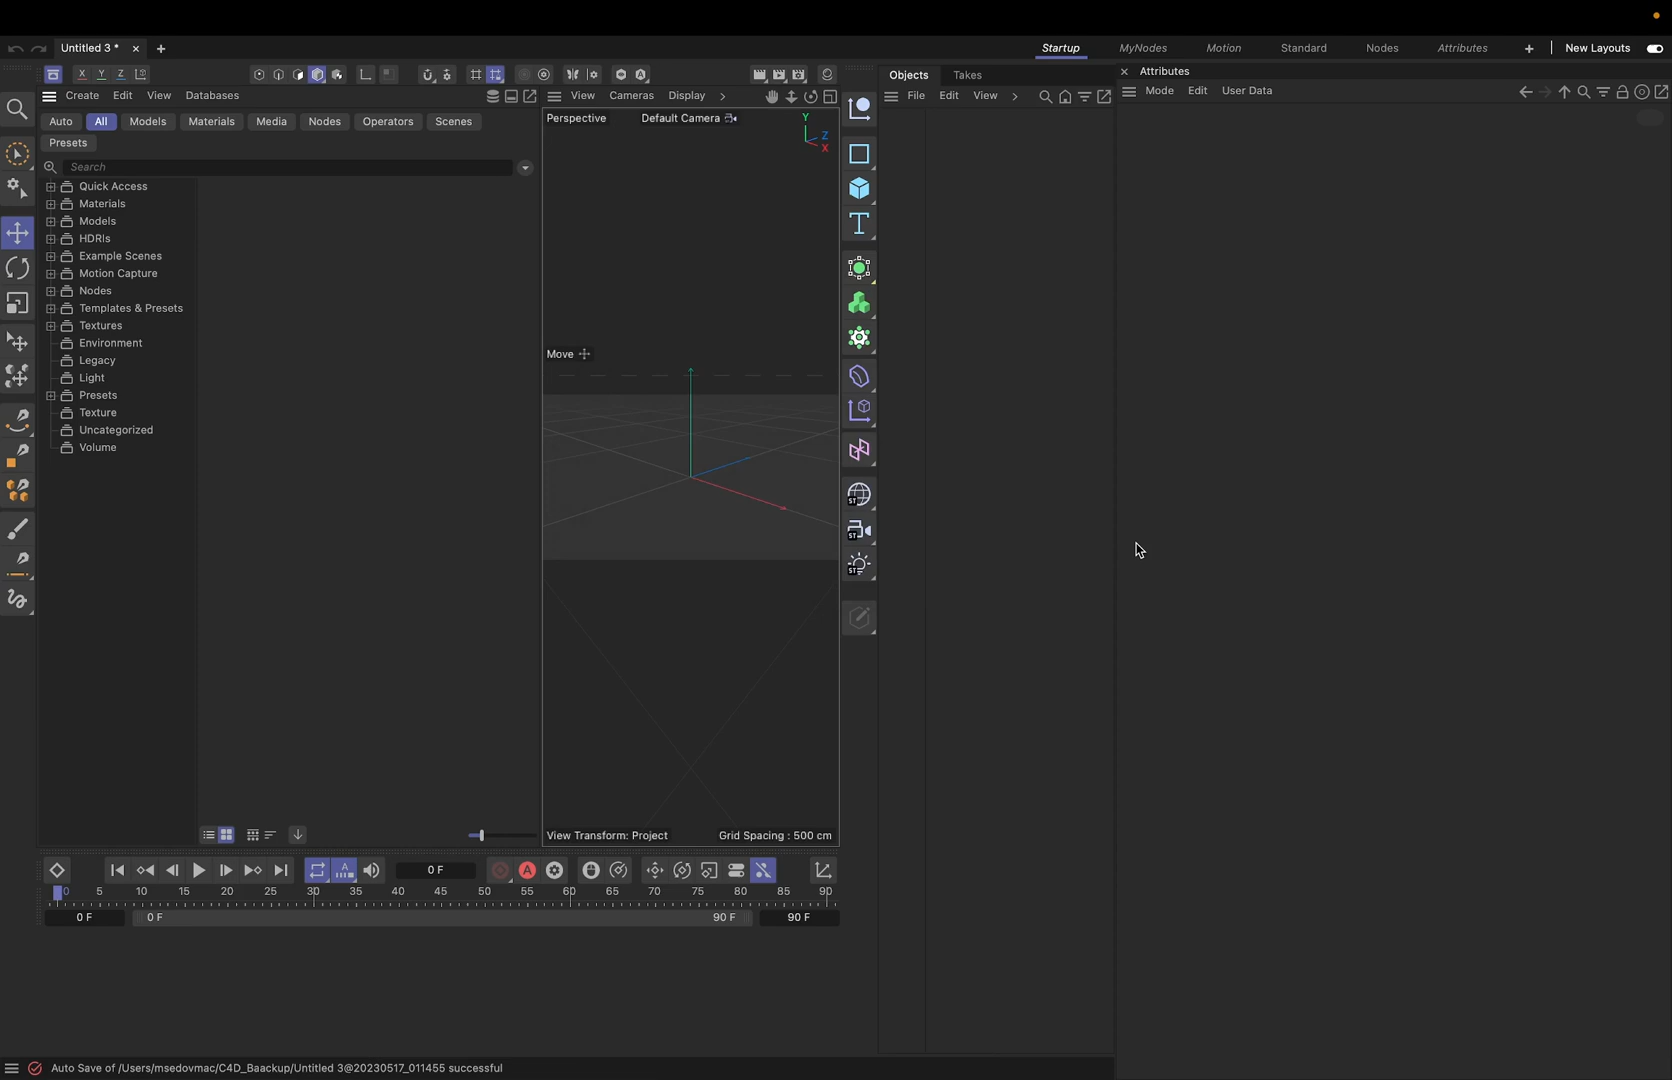 Untitled 3 *
Startup MyNodes Motion Standard Nodes Attributes New Layouts
X Y Z
Objects Takes
Attributes
Create Edit View Databases
View Cameras Display
File Edit View
Mode Edit User Data
Auto All Models Materials Media Nodes Operators Scenes
Presets
Search
Perspective Default Camera
Y
Z
X
Quick Access
Materials
Models
HDRIs
Example Scenes
Motion Capture
Nodes
Templates & Presets
Textures
Environment
Legacy
Light
Presets
Texture
Uncategorized
Volume
Move
ST
ST
ST
View Transform: Project Grid Spacing : 500 cm
0 F
0 5 10 15 20 25 30 35 40 45 50 55 60 65 70 75 80 85 90
0 F 0 F 90 F 90 F
Auto Save of /Users/msedovmac/C4D_Baackup/Untitled 3@20230517_011455 successful